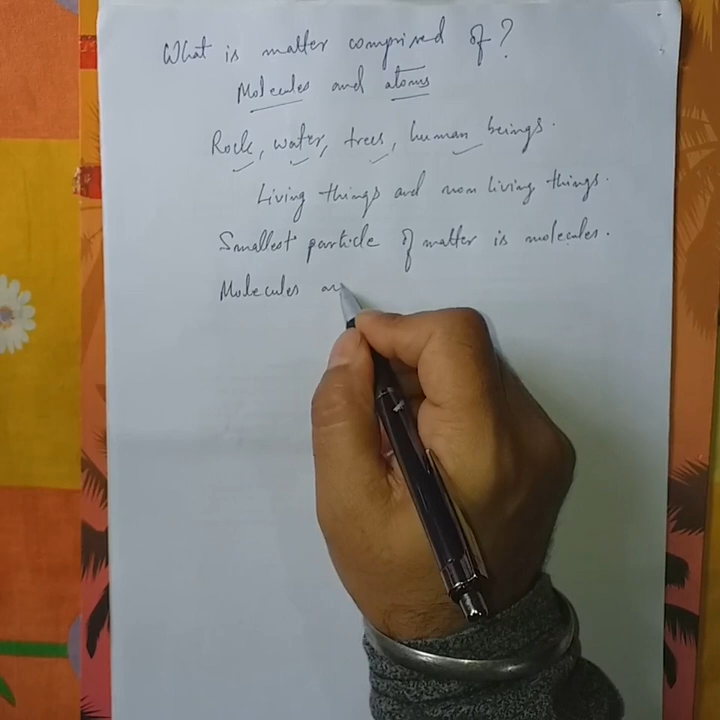 What is matter comprised of?
Molecules and atoms
Rock, water, trees, human beings.
Living things and non living things.
Smallest particle of matter is molecules.
Molecules